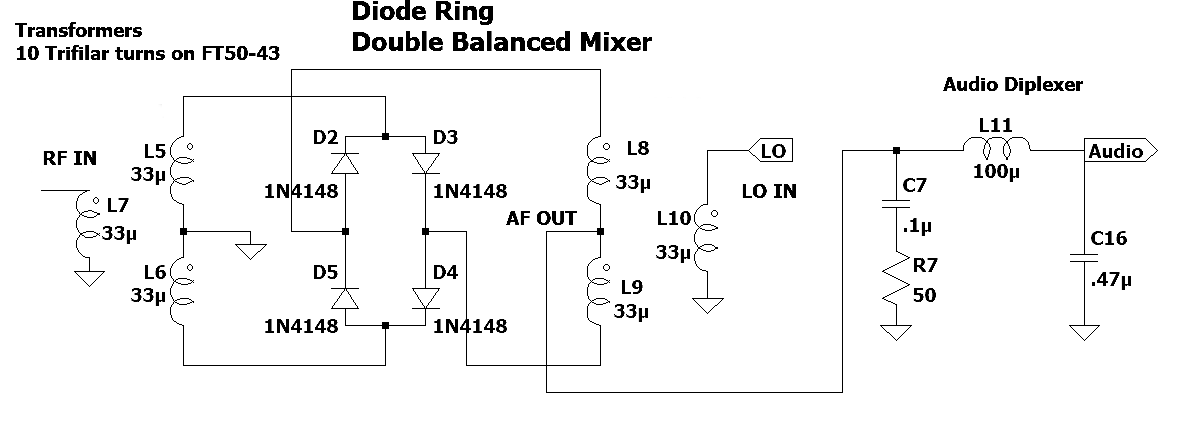 Diode Ring
Double Balanced Mixer
Transformers
10 Trifilar turns on FT50-43
Audio Diplexer
RF IN
L5
33µ
L7
33µ
L6
33µ
D2
1N4148
D3
1N4148
D5
1N4148
D4
1N4148
AF OUT
L8
33µ
L9
33µ
L10
33µ
LO
LO IN
L11
100µ
Audio
C7
.1µ
R7
50
C16
.47µ